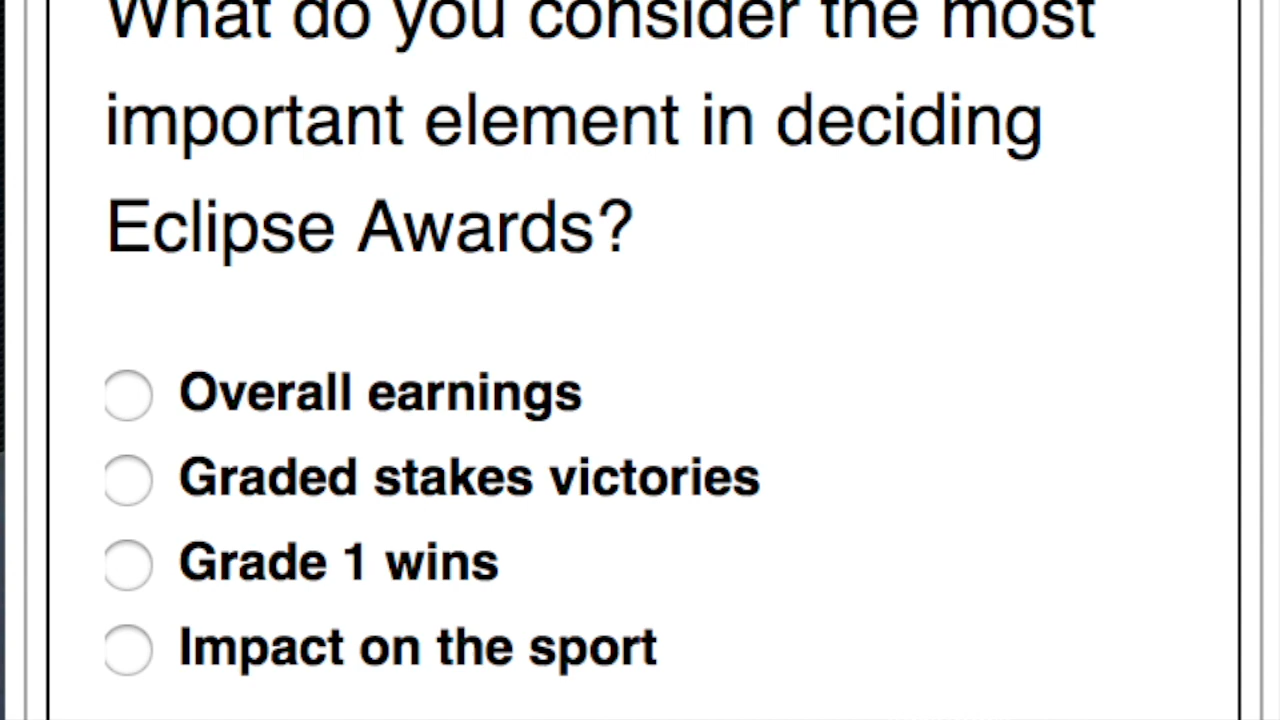 What do you consider the most
important element in deciding
Eclipse Awards?
Overall earnings
Graded stakes victories
Grade 1 wins
Impact on the sport